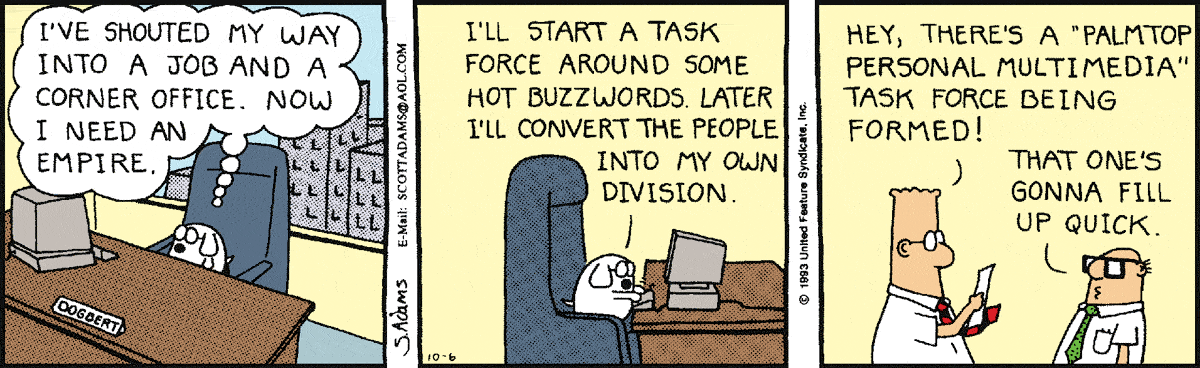 I'VE SHOUTED MY WAY
INTO A JOB AND A
CORNER OFFICE. NOW
I NEED AN
EMPIRE.
DOGBERT
S. ADAMS
E-Mail: SCOTTADAMS@AOL.COM
I'LL START A TASK
FORCE AROUND SOME
HOT BUZZWORDS. LATER
I'LL CONVERT THE PEOPLE
INTO MY OWN
DIVISION.
10-6
© 1993 United Feature Syndicate, Inc.
HEY, THERE'S A "PALMTOP
PERSONAL MULTIMEDIA"
TASK FORCE BEING
FORMED!
THAT ONE'S
GONNA FILL
UP QUICK.